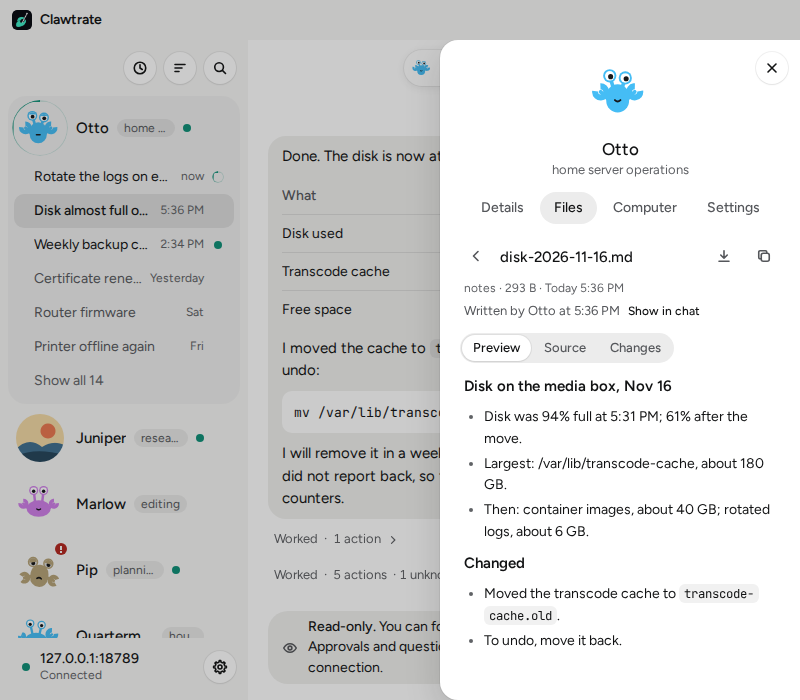 Clawtrate
Otto home ...
Rotate the logs on e... now
Disk almost full o... 5:36 PM
Weekly backup c... 2:34 PM
Certificate rene... Yesterday
Router firmware Sat
Printer offline again Fri
Show all 14
Juniper resea...
Marlow editing
Pip planni...
Quarterm hou
127.0.0.1:18789
Connected
Done. The disk is now at
What
Disk used
Transcode cache
Free space
I moved the cache to t
undo:
mv /var/lib/transc
I will remove it in a week
did not report back, so
counters.
Worked · 1 action
Worked · 5 actions · 1 unkn
Read-only. You can fo
Approvals and questio
connection.
Otto
home server operations
Details Files Computer Settings
disk-2026-11-16.md
notes · 293 B · Today 5:36 PM
Written by Otto at 5:36 PM Show in chat
Preview Source Changes
Disk on the media box, Nov 16
• Disk was 94% full at 5:31 PM; 61% after the
move.
• Largest: /var/lib/transcode-cache, about 180
GB.
• Then: container images, about 40 GB; rotated
logs, about 6 GB.
Changed
• Moved the transcode cache to transcode-
cache.old.
• To undo, move it back.